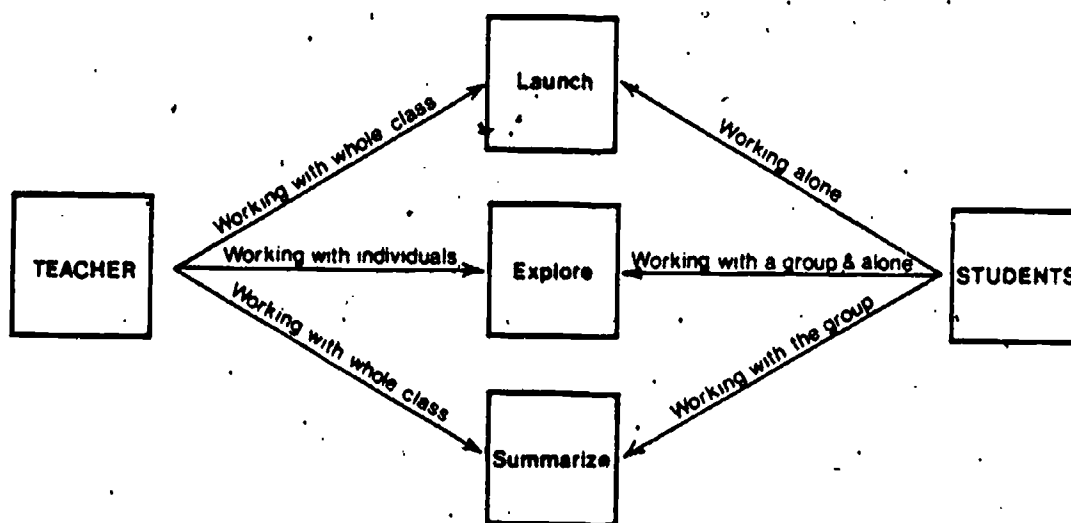 Launch
Working with whole class
Working alone
TEACHER
Working with individuals
Explore
Working with a group & alone
STUDENTS
Working with whole class
Working with the group
Summarize